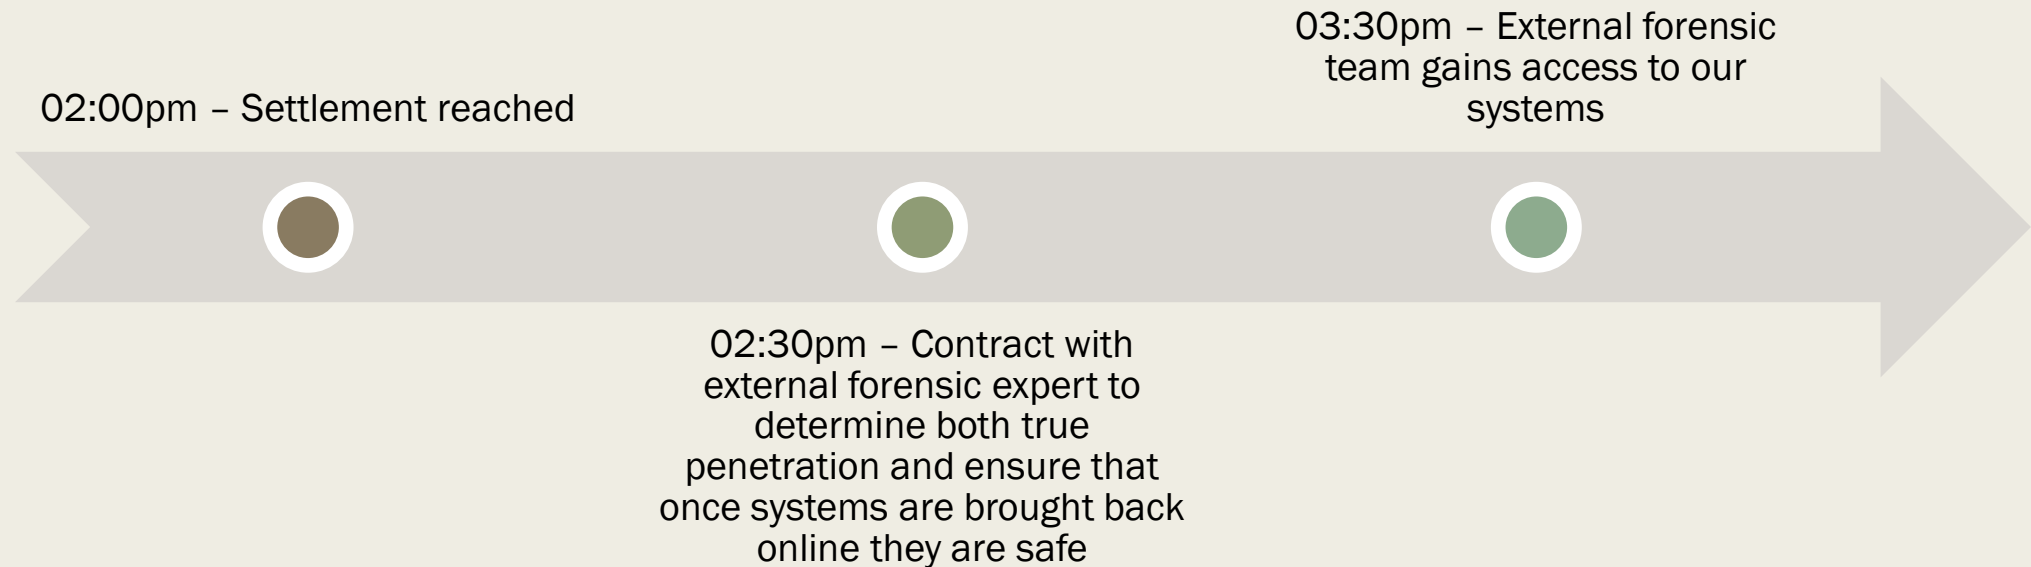 02:00pm – Settlement reached
02:30pm – Contract with
external forensic expert to
determine both true
penetration and ensure that
once systems are brought back
online they are safe
03:30pm – External forensic
team gains access to our
systems